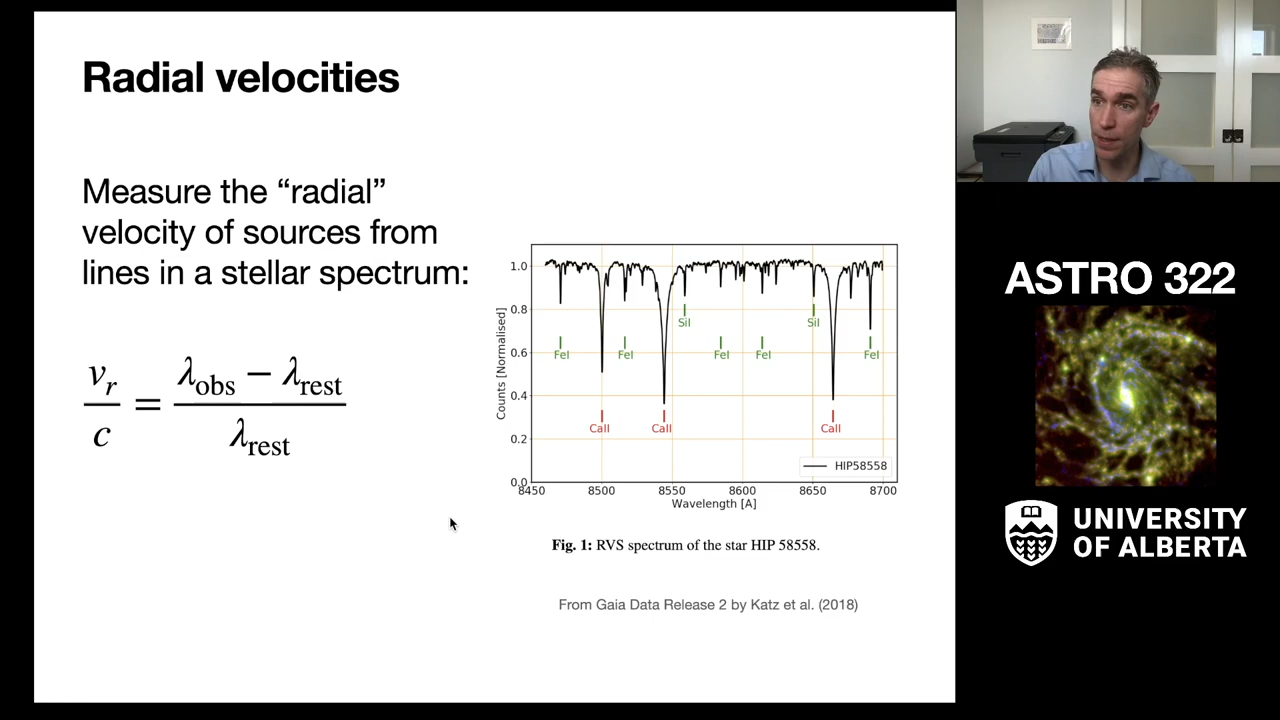 Radial velocities
Measure the “radial”
velocity of sources from
lines in a stellar spectrum:
v_r / c = (λ_obs − λ_rest) / λ_rest
Counts [Normalised]
1.0
0.8
0.6
0.4
0.2
0.0
SiI
SiI
FeI
FeI
FeI
FeI
FeI
CaII
CaII
CaII
HIP58558
8450
8500
8550
8600
8650
8700
Wavelength [A]
Fig. 1: RVS spectrum of the star HIP 58558.
From Gaia Data Release 2 by Katz et al. (2018)
ASTRO 322
UNIVERSITY
OF ALBERTA